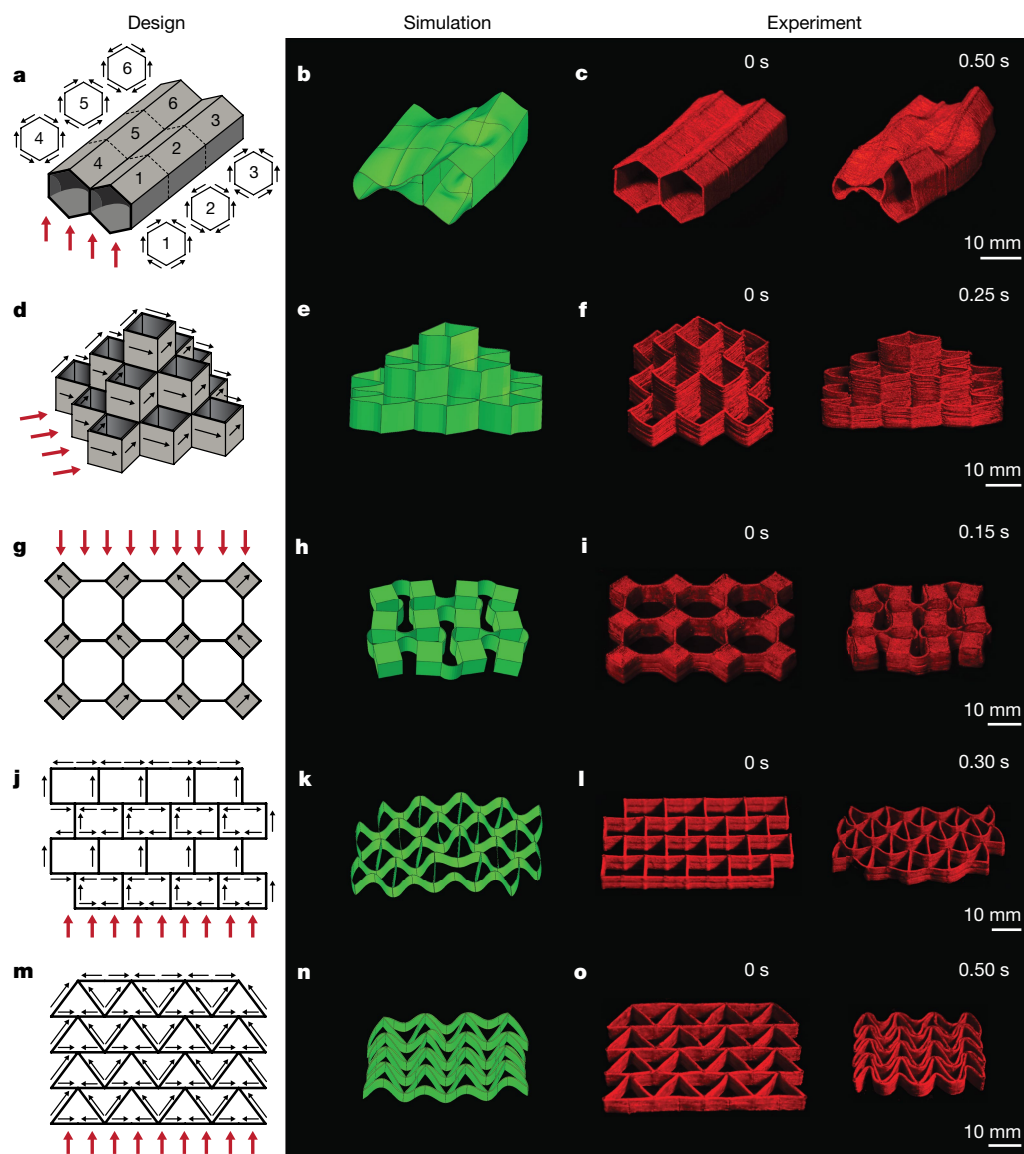 Design Simulation Experiment
a 6 5 4 6 5 4 3 2 1 3 2 1 b c 0 s 0.50 s
10 mm
d e f 0 s 0.25 s
10 mm
g h i 0 s 0.15 s
10 mm
j k l 0 s 0.30 s
10 mm
m n o 0 s 0.50 s
10 mm